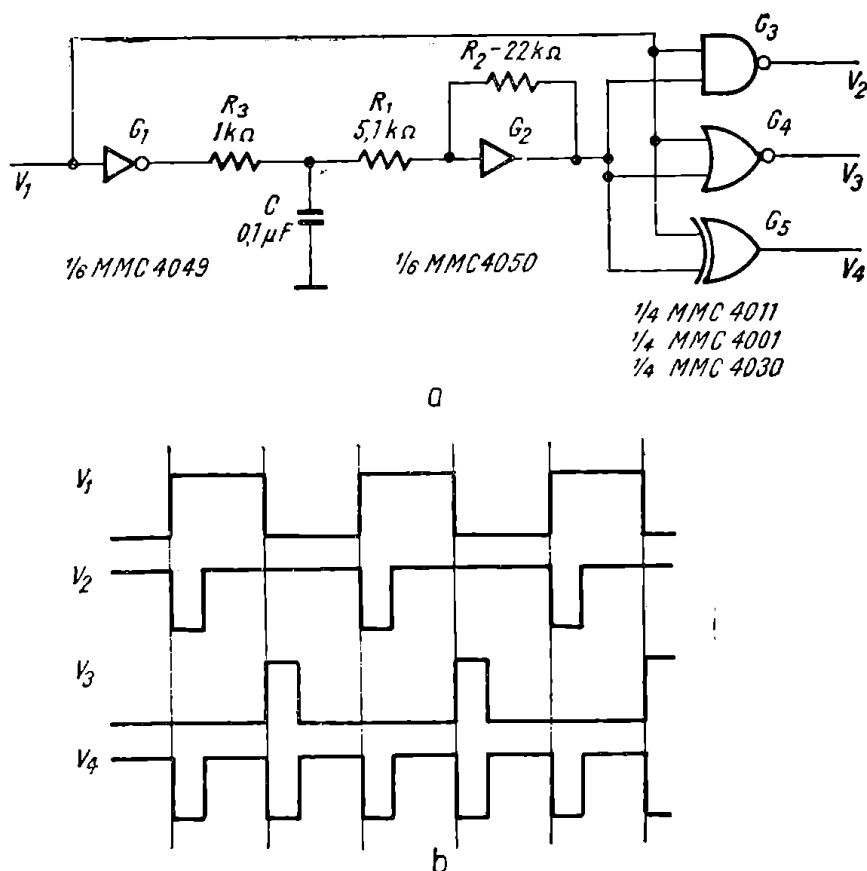 G₃
R₂-22kΩ
V₂
R₃
1kΩ
R₁
5,1kΩ
G₁
G₂
G₄
V₁
V₃
C
0,1µF
G₅
V₄
1/6 MMC 4049
1/6 MMC4050
1/4 MMC 4011
1/4 MMC 4001
1/4 MMC 4030
a
V₁
V₂
V₃
V₄
b